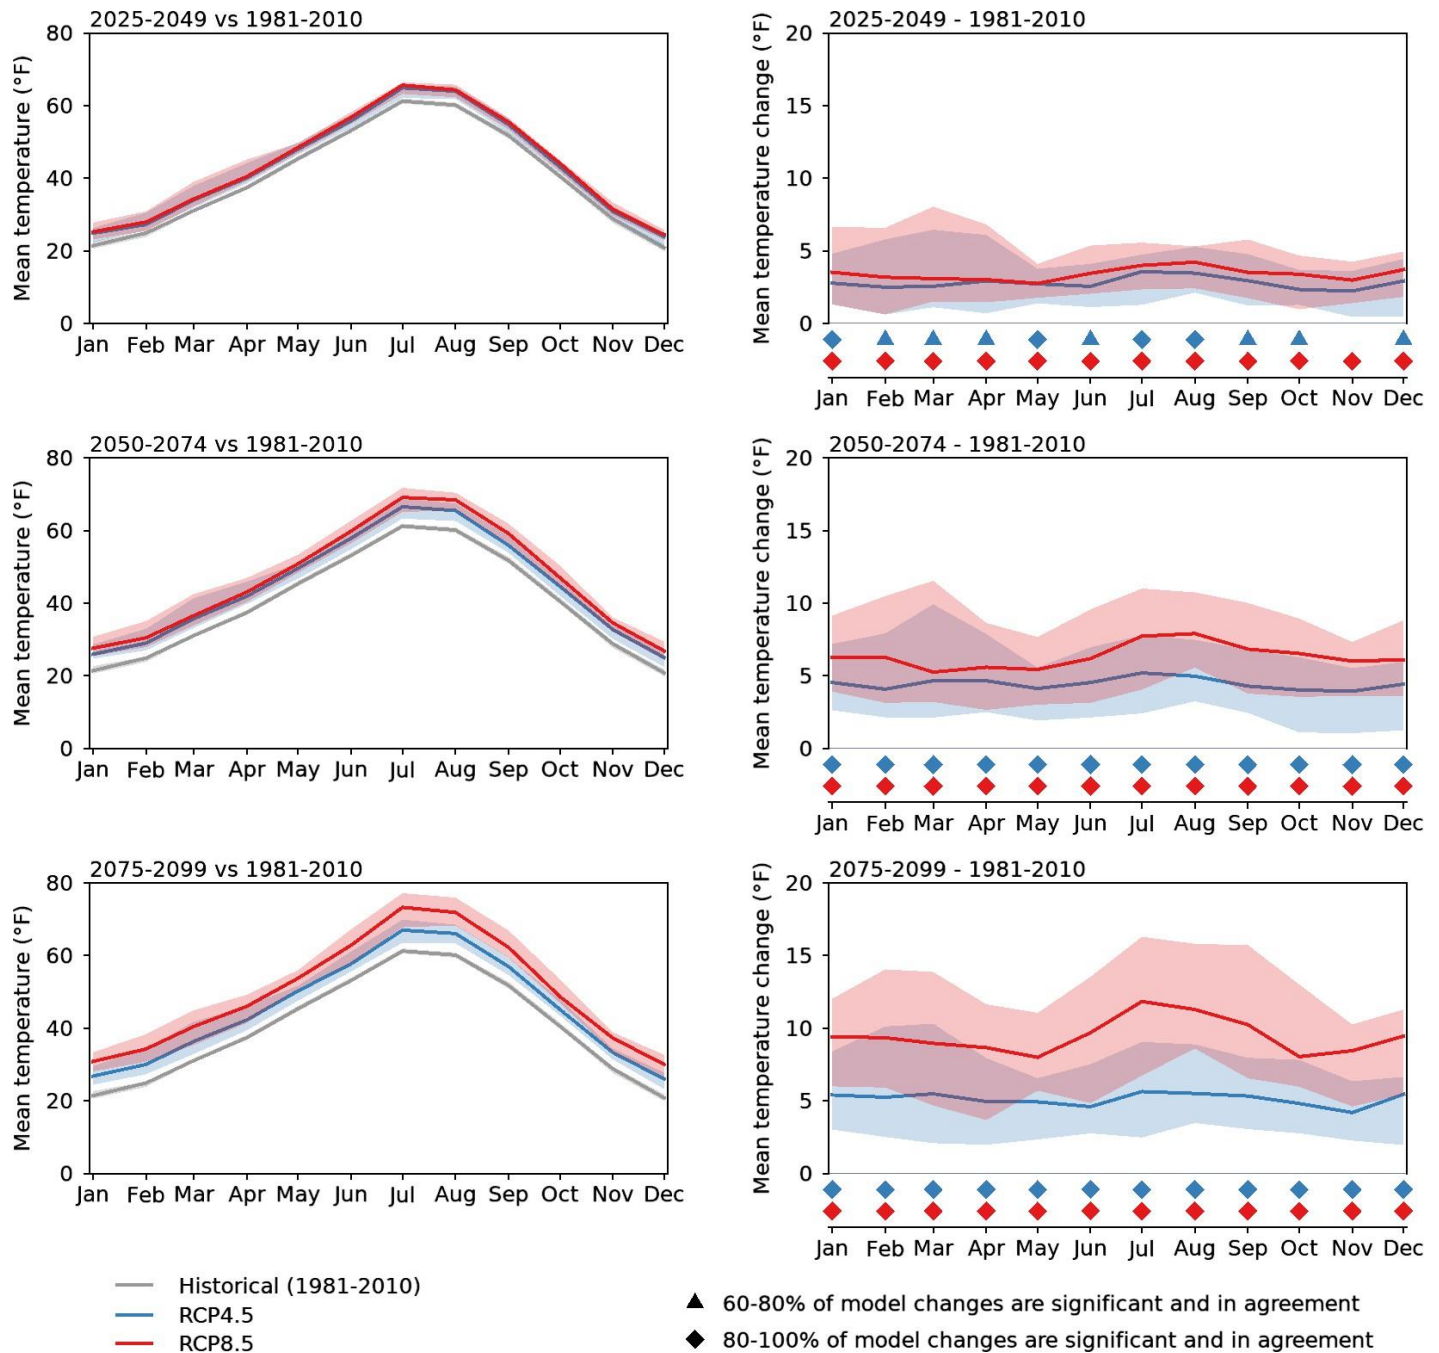 2025-2049 vs 1981-2010
Mean temperature (°F)
80
60
40
20
0
Jan Feb Mar Apr May Jun Jul Aug Sep Oct Nov Dec
2025-2049 - 1981-2010
Mean temperature change (°F)
20
15
10
5
0
Jan Feb Mar Apr May Jun Jul Aug Sep Oct Nov Dec
2050-2074 vs 1981-2010
Mean temperature (°F)
80
60
40
20
0
Jan Feb Mar Apr May Jun Jul Aug Sep Oct Nov Dec
2050-2074 - 1981-2010
Mean temperature change (°F)
20
15
10
5
0
Jan Feb Mar Apr May Jun Jul Aug Sep Oct Nov Dec
2075-2099 vs 1981-2010
Mean temperature (°F)
80
60
40
20
0
Jan Feb Mar Apr May Jun Jul Aug Sep Oct Nov Dec
2075-2099 - 1981-2010
Mean temperature change (°F)
20
15
10
5
0
Jan Feb Mar Apr May Jun Jul Aug Sep Oct Nov Dec
Historical (1981-2010)
RCP4.5
RCP8.5
60-80% of model changes are significant and in agreement
80-100% of model changes are significant and in agreement